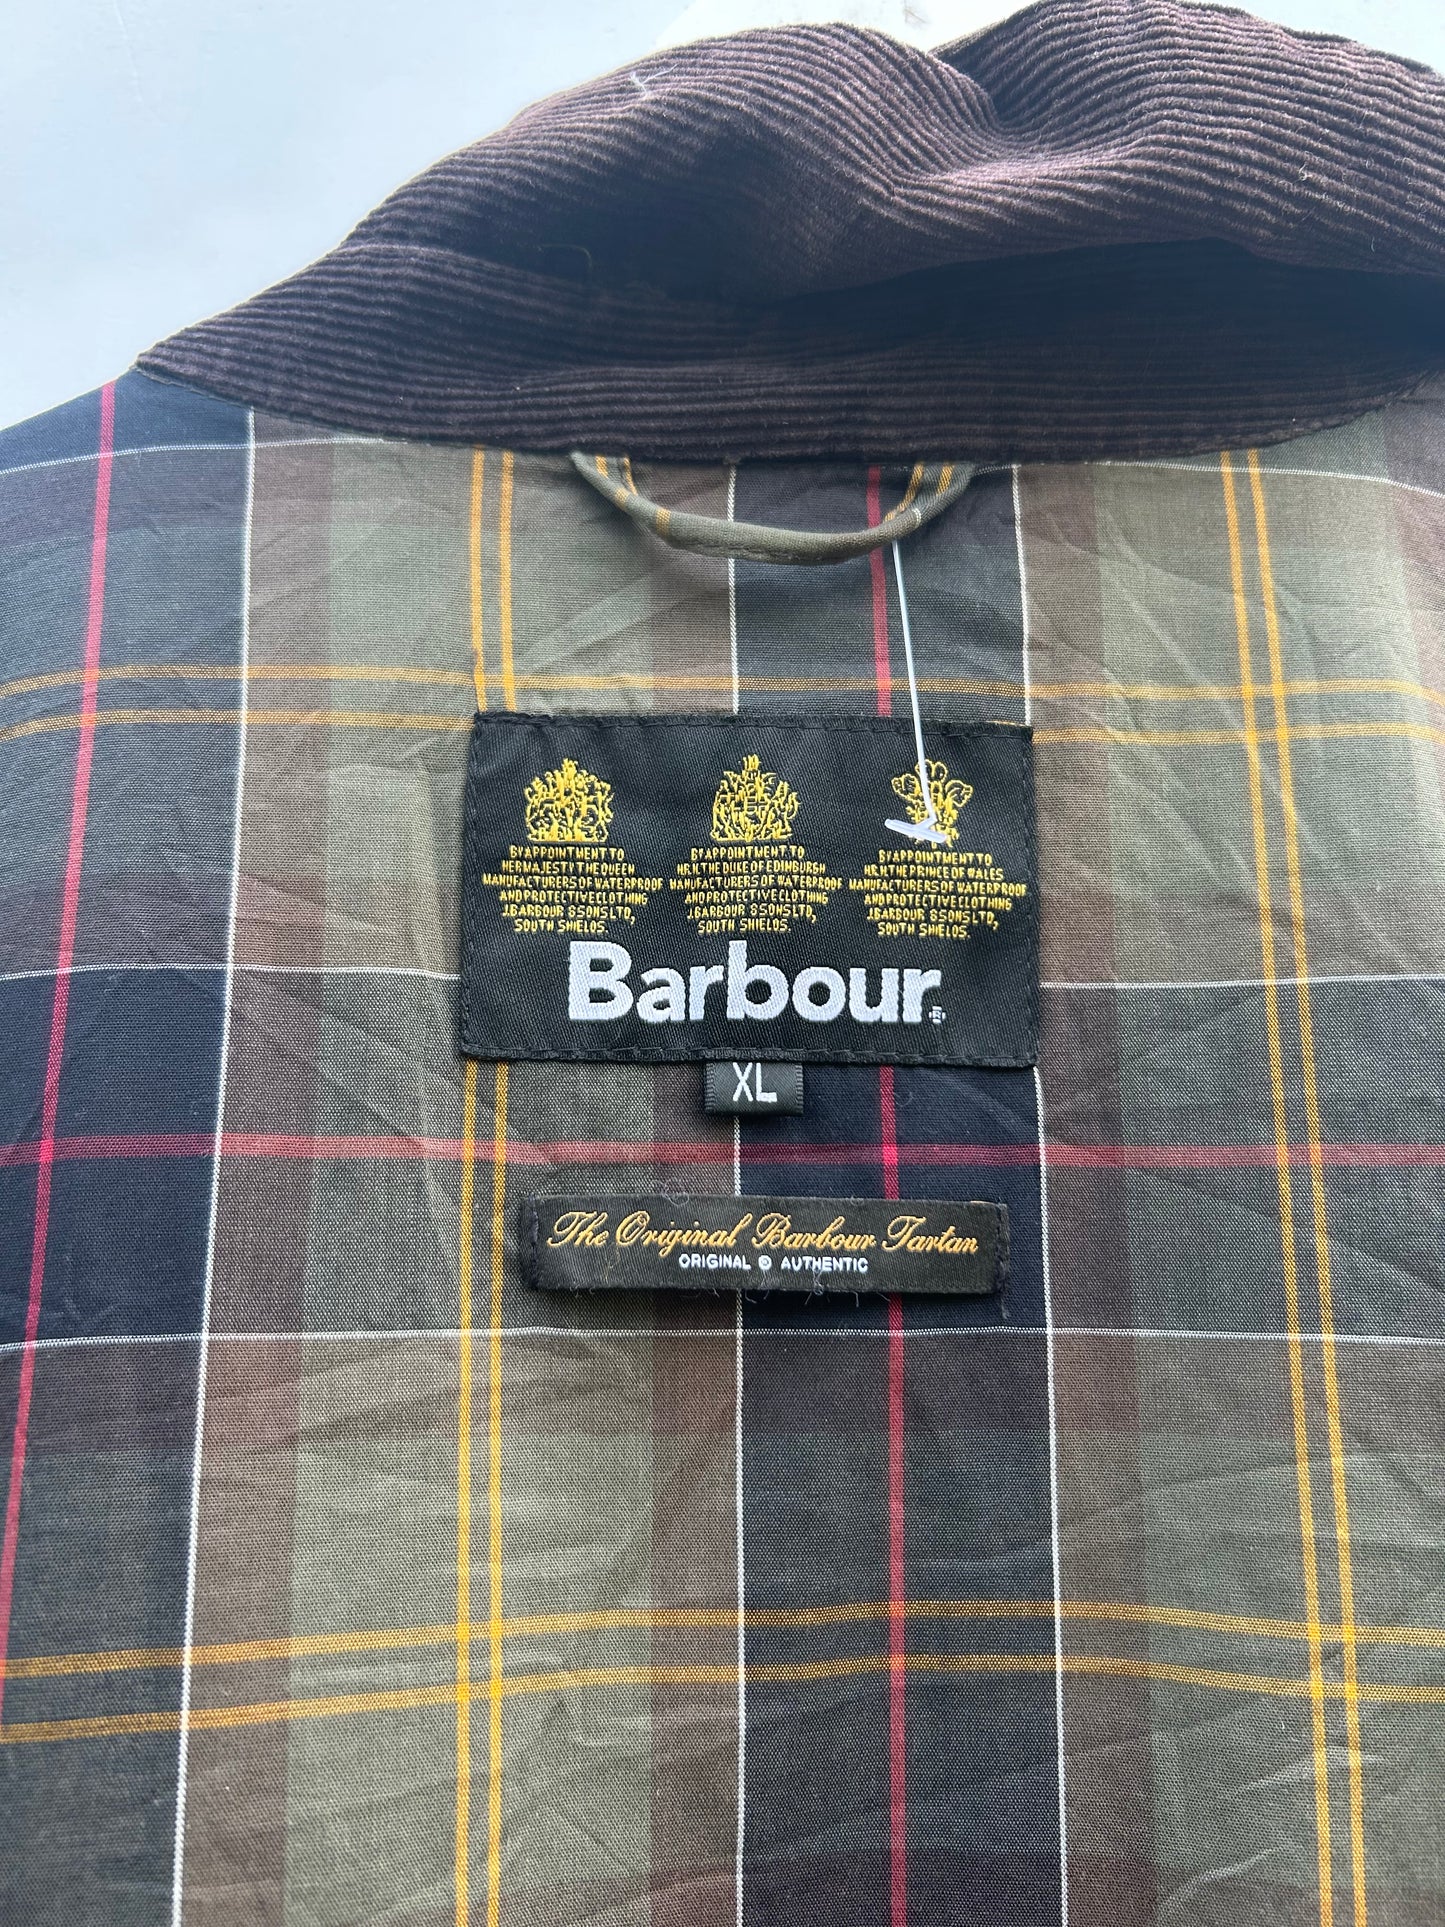 BY APPOINTMENT TO
HER MAJESTY THE QUEEN
MANUFACTURERS OF WATERPROOF
AND PROTECTIVE CLOTHING
J.BARBOUR & SONS LTD,
SOUTH SHIELDS.
BY APPOINTMENT TO
H.R.H. THE DUKE OF EDINBURGH
MANUFACTURERS OF WATERPROOF
AND PROTECTIVE CLOTHING
J.BARBOUR & SONS LTD,
SOUTH SHIELDS.
BY APPOINTMENT TO
H.R.H. THE PRINCE OF WALES
MANUFACTURERS OF WATERPROOF
AND PROTECTIVE CLOTHING
J.BARBOUR & SONS LTD,
SOUTH SHIELDS.
Barbour®
XL
The Original Barbour Tartan
ORIGINAL © AUTHENTIC